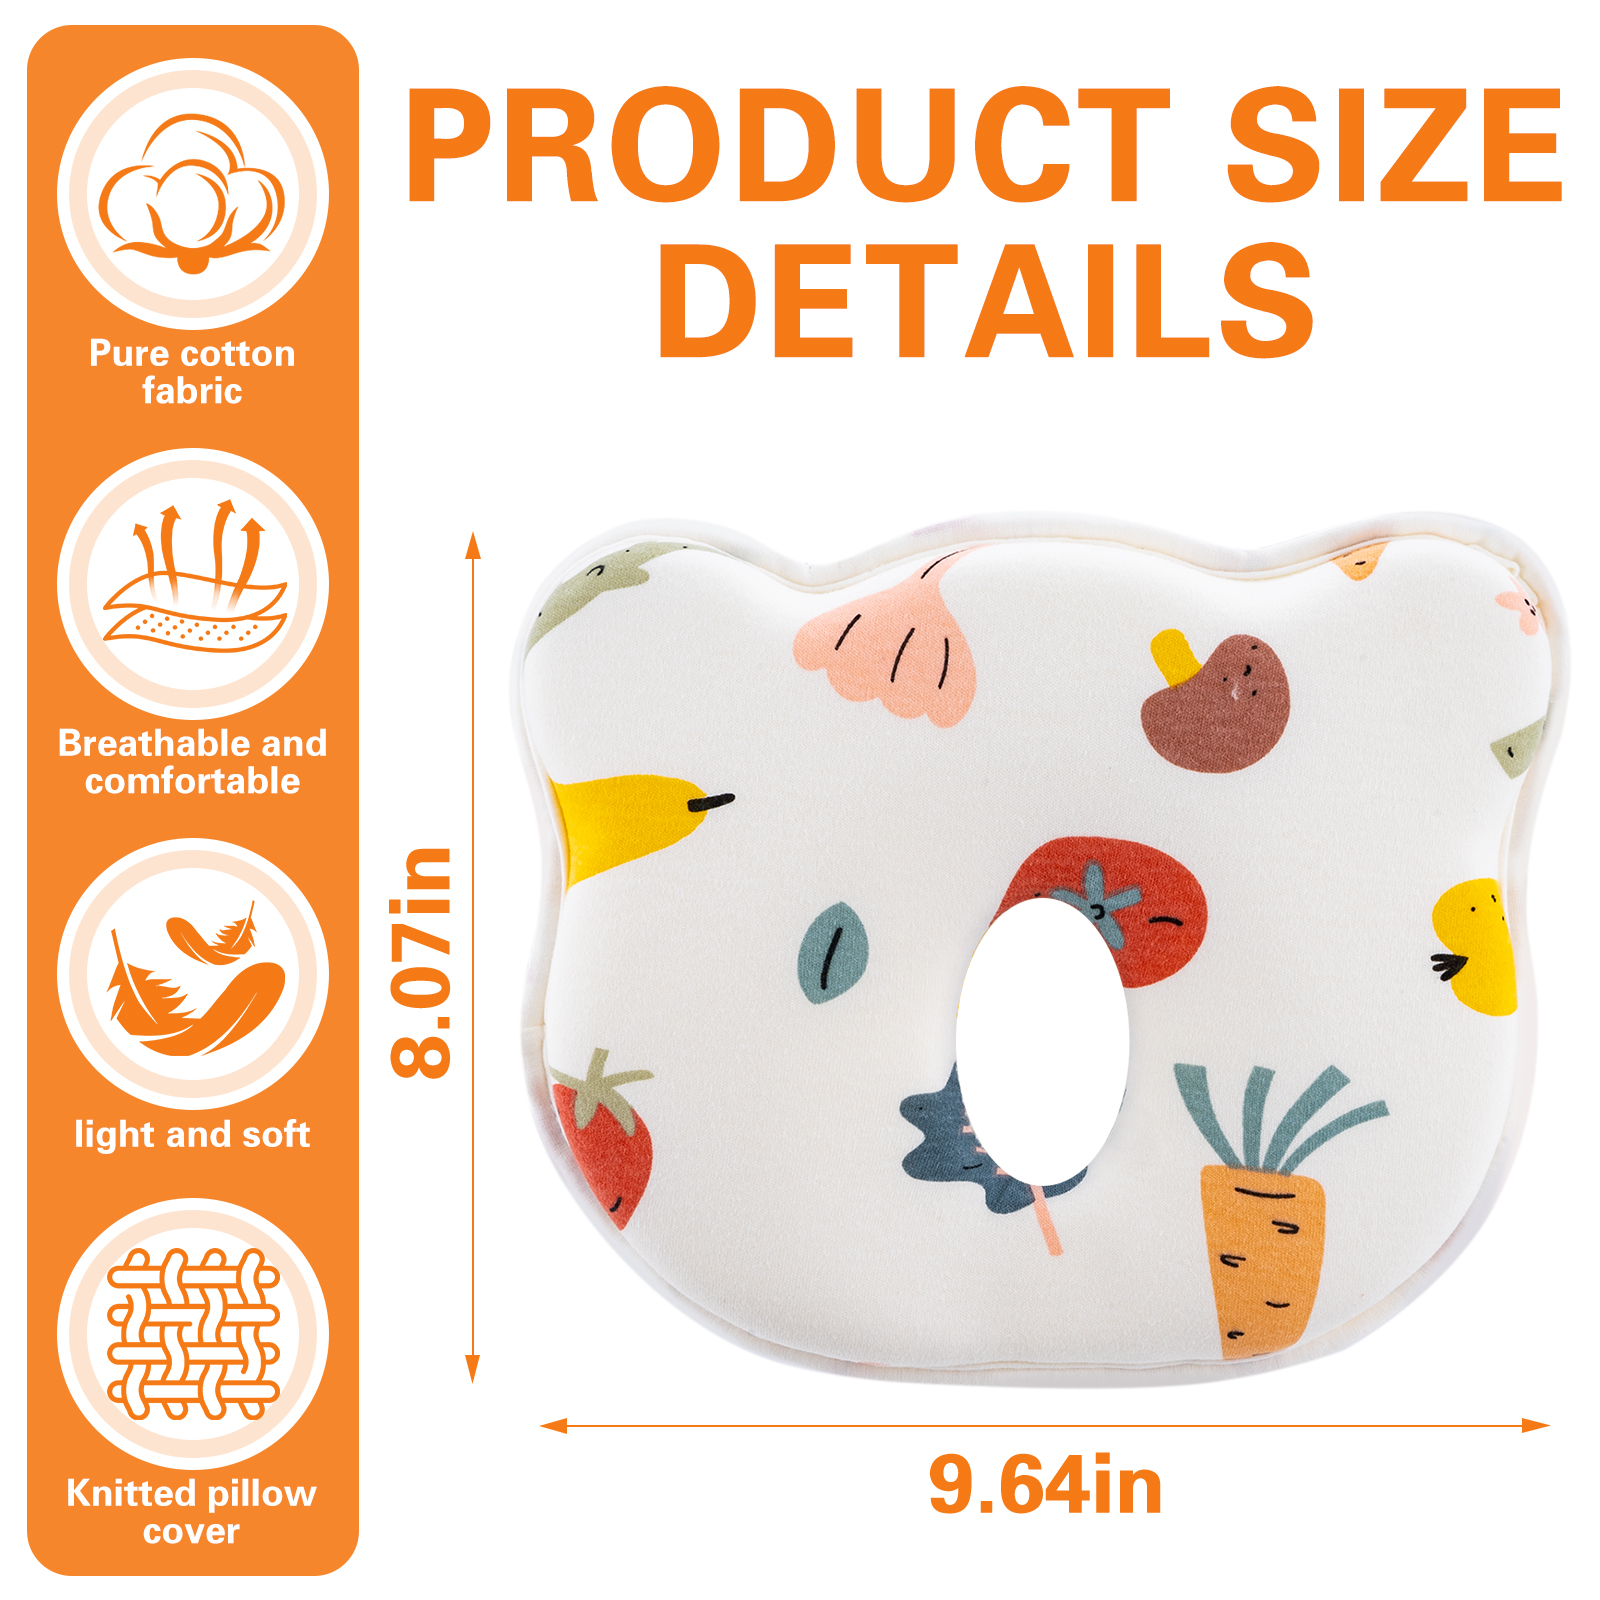 PRODUCT SIZE
DETAILS
Pure cotton
fabric
Breathable and
comfortable
light and soft
Knitted pillow
cover
8.07in
9.64in